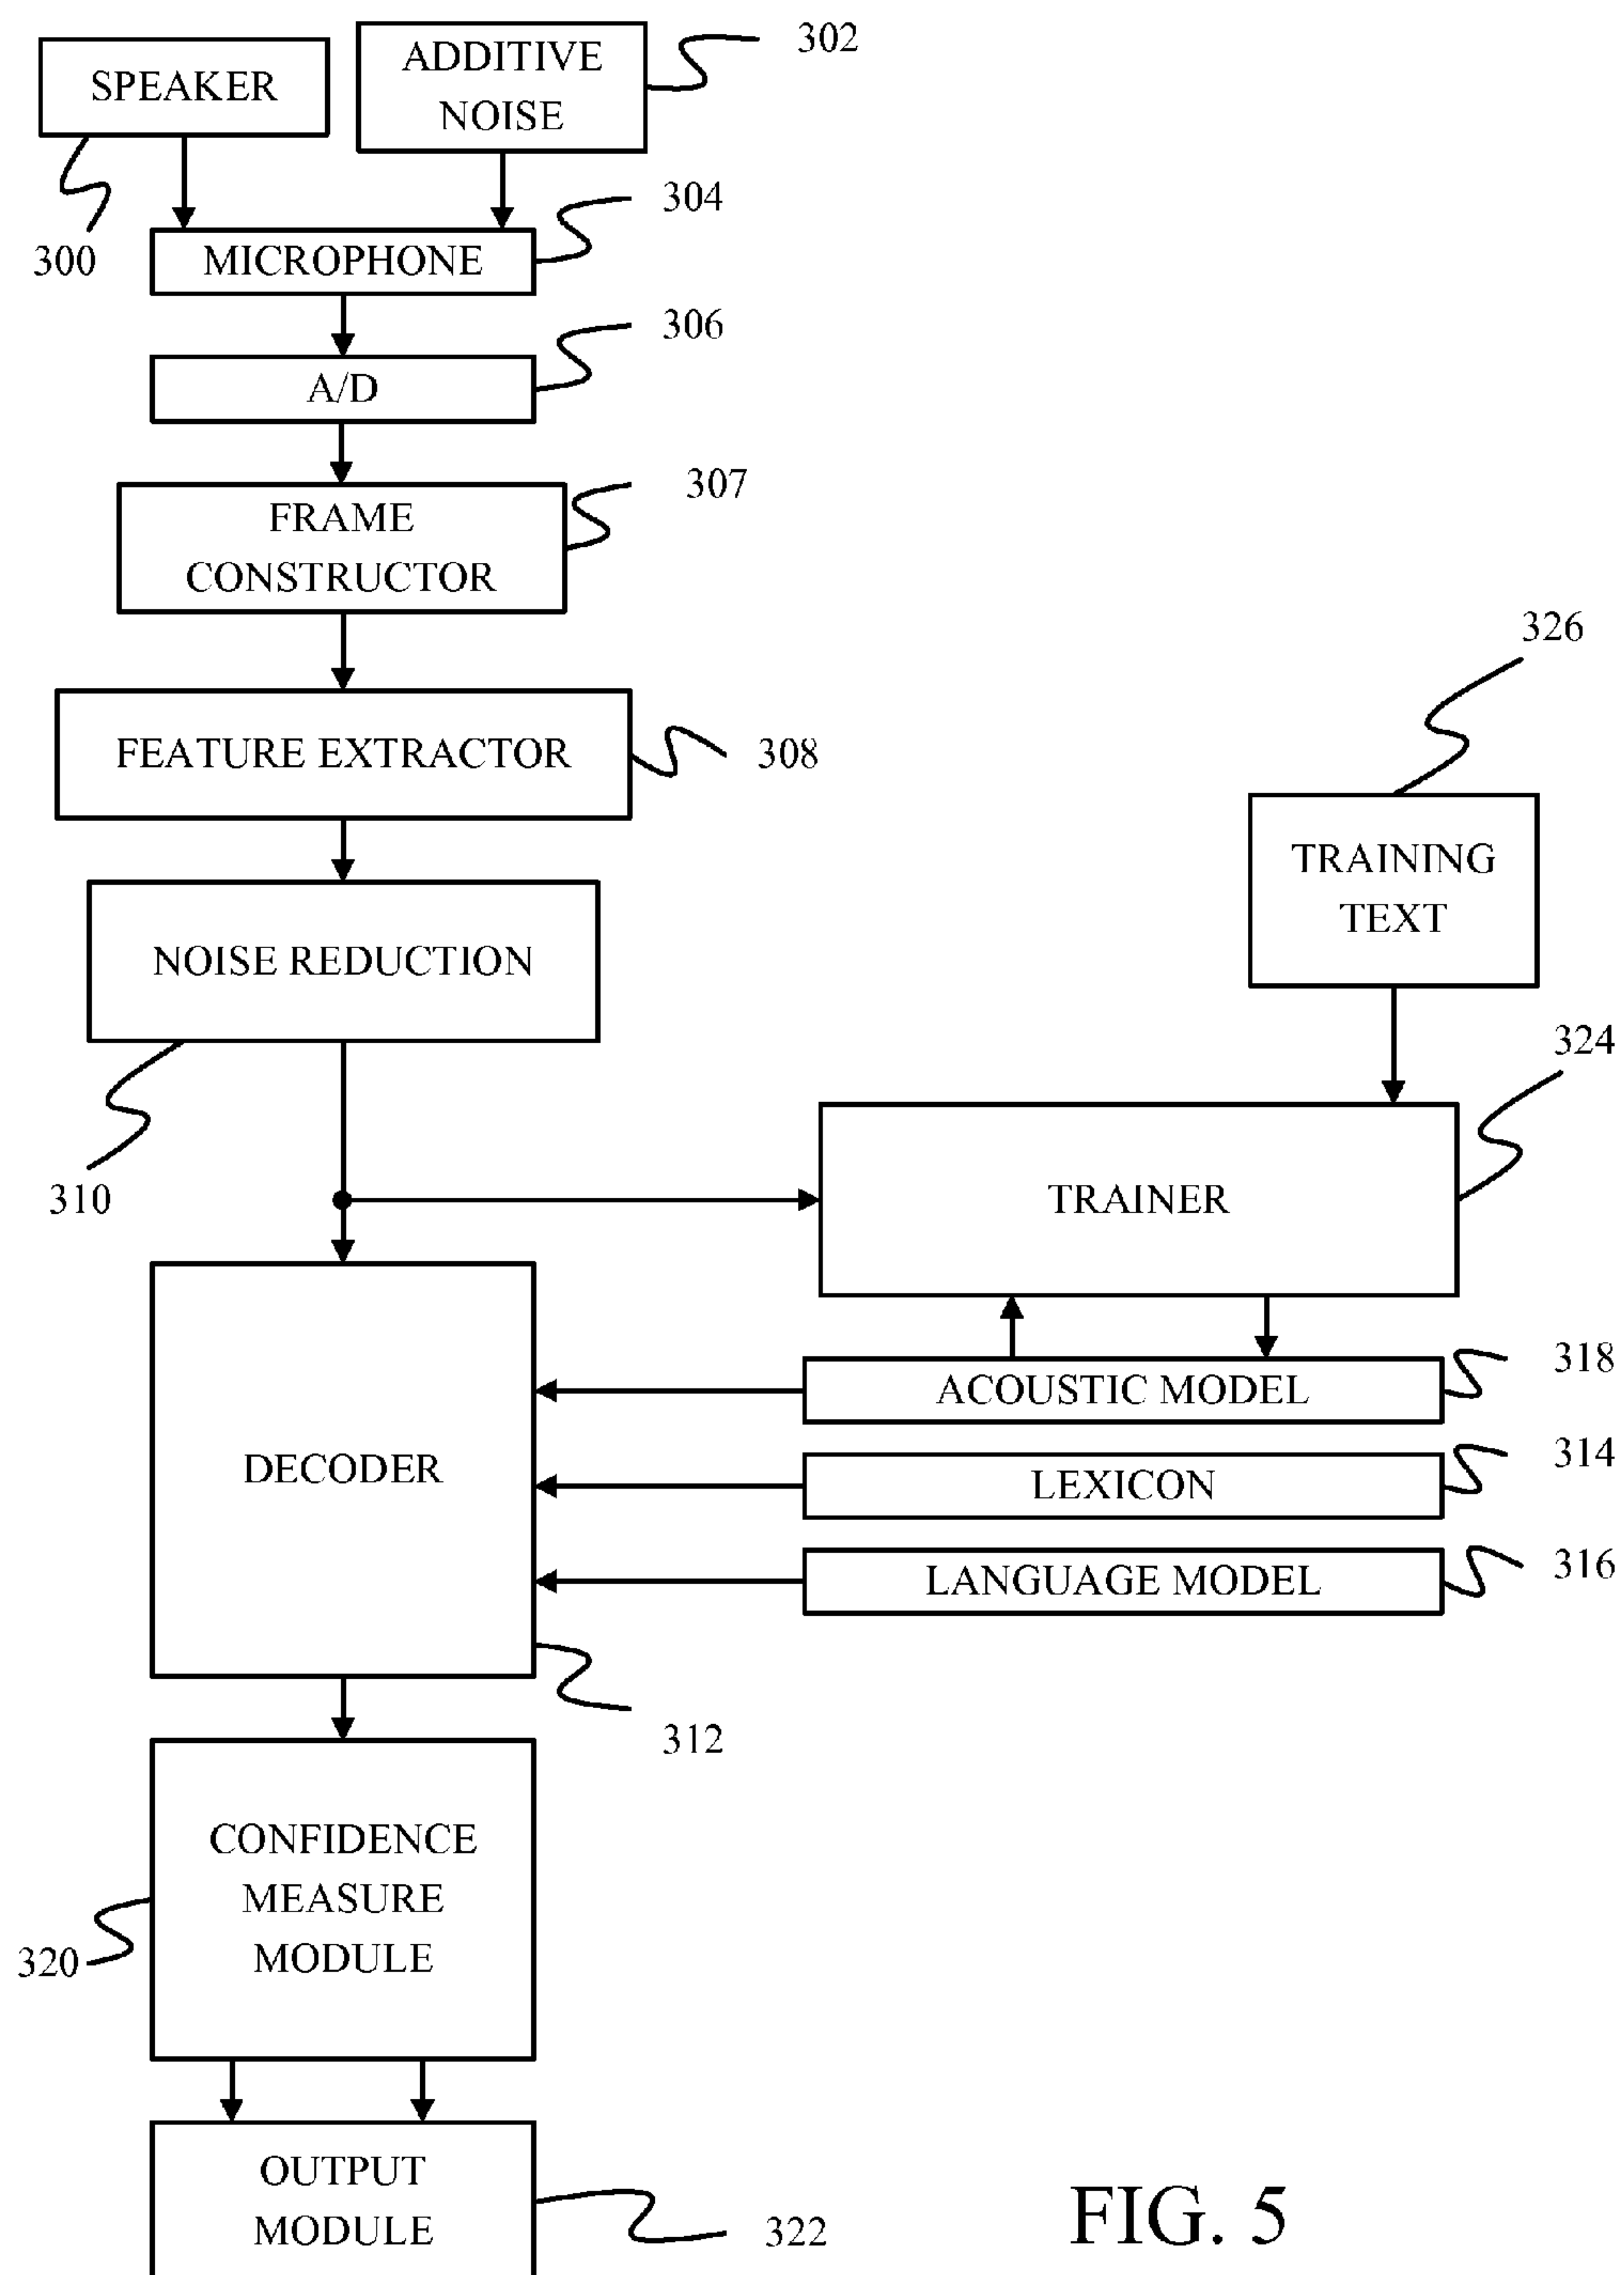 SPEAKER
ADDITIVE
NOISE
302
300
304
MICROPHONE
306
A/D
307
FRAME
CONSTRUCTOR
326
FEATURE EXTRACTOR
308
TRAINING
TEXT
NOISE REDUCTION
324
310
TRAINER
318
ACOUSTIC MODEL
314
DECODER
LEXICON
316
LANGUAGE MODEL
312
CONFIDENCE
MEASURE
MODULE
320
OUTPUT
MODULE
322
FIG. 5